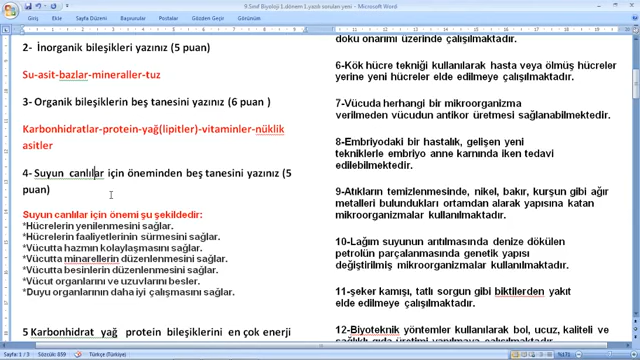 9.Sınıf Biyoloji 1.dönem 1.yazılı soruları yeni - Microsoft Word
Giriş
Ekle
Sayfa Düzeni
Başvurular
Postalar
Gözden Geçir
Görünüm
2- İnorganik bileşikleri yazınız (5 puan)
Su-asit-bazlar-mineraller-tuz
3- Organik bileşiklerin beş tanesini yazınız (6 puan )
Karbonhidratlar-protein-yağ(lipitler)-vitaminler-nüklik
asitler
4- Suyun canlılar için öneminden beş tanesini yazınız (5
puan)
Suyun canlılar için önemi şu şekildedir:
*Hücrelerin yenilenmesini sağlar.
*Hücrelerin faaliyetlerinin sürmesini sağlar.
*Vücutta hazmın kolaylaşmasını sağlar.
*Vücutta minarellerin düzenlenmesini sağlar.
*Vücutta besinlerin düzenlenmesini sağlar.
*Vücut organlarını ve uzuvlarını besler.
*Duyu organlarının daha iyi çalışmasını sağlar.
5 Karbonhidrat yağ protein bileşiklerini en çok enerji
doku onarımı üzerinde çalışılmaktadır.
6-Kök hücre tekniği kullanılarak hasta veya ölmüş hücreler
yerine yeni hücreler elde edilmeye çalışılmaktadır.
7-Vücuda herhangi bir mikroorganizma
verilmeden vücudun antikor üretmesi sağlanabilmektedir.
8-Embriyodaki bir hastalık, gelişen yeni
tekniklerle embriyo anne karnında iken tedavi
edilebilmektedir.
9-Atıkların temizlenmesinde, nikel, bakır, kurşun gibi ağır
metalleri bulundukları ortamdan alarak yapısına katan
mikroorganizmalar kullanılmaktadır.
10-Lağım suyunun arıtılmasında denize dökülen
petrolün parçalanmasında genetik yapısı
değiştirilmiş mikroorganizmalar kullanılmaktadır.
11-şeker kamışı, tatlı sorgun gibi biktilerden yakıt
elde edilmeye çalışılmaktadır.
12-Biyoteknik yöntemler kullanılarak bol, ucuz, kaliteli ve
Sayfa: 1 / 3
Sözcük: 859
Türkçe (Türkiye)